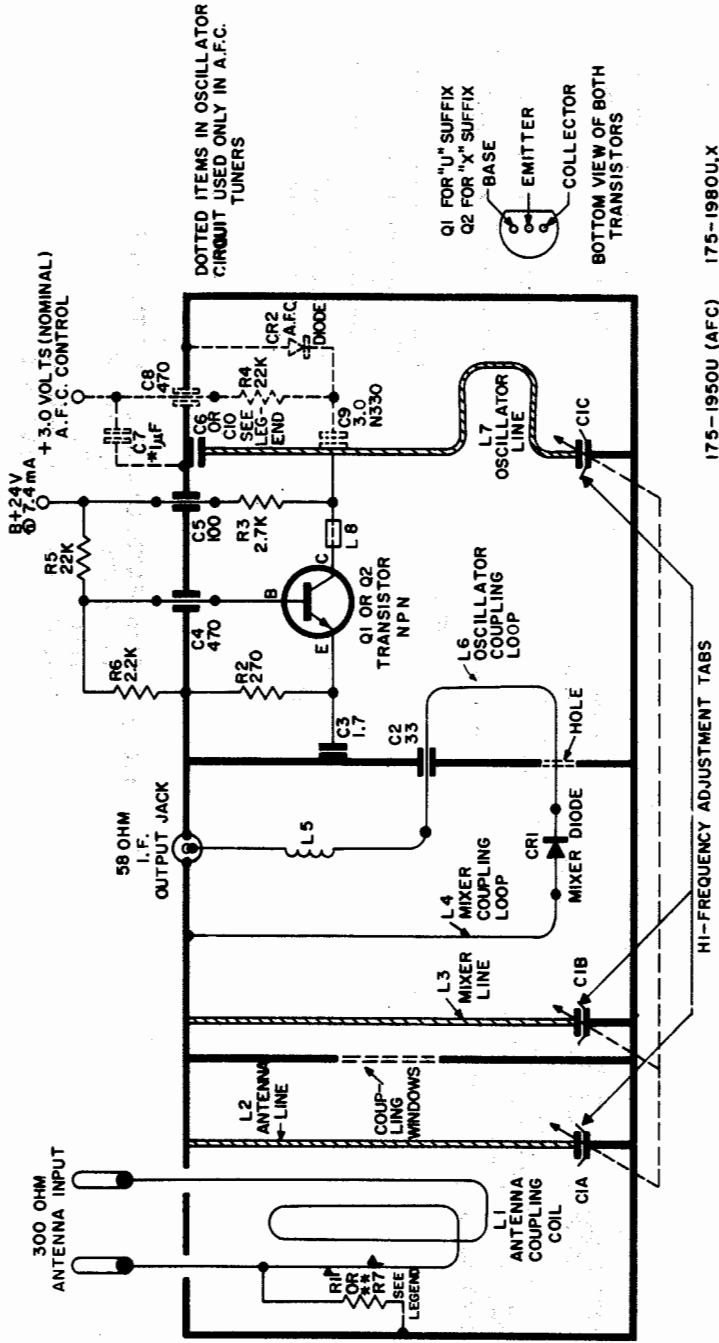 300 OHM
ANTENNA INPUT
58 OHM
I.F.
OUTPUT JACK
B+24V
@ 7.4mA
+3.0 VOLTS (NOMINAL)
A.F.C. CONTROL
DOTTED ITEMS IN OSCILLATOR
CIRCUIT USED ONLY IN A.F.C.
TUNERS
R5
22K
R6
2.2K
C7
*1µF
C8
470
C4
470
C5
100
C6
OR
C10
SEE
LEG-
END
R4
22K
CR2
A.F.C.
DIODE
R2
270
R3
2.7K
C9
3.0
N330
B
E
C
L8
Q1 OR Q2
TRANSISTOR
NPN
C3
1.7
C2
33
L5
L6
OSCILLATOR
COUPLING
LOOP
HOLE
CR1
MIXER DIODE
L4
MIXER
COUPLING
LOOP
L3
MIXER
LINE
L2
ANTENNA
LINE
COUP-
LING
WINDOWS
L7
OSCILLATOR
LINE
C1A
C1B
C1C
L1
ANTENNA
COUPLING
COIL
R11
OR
**
R7
SEE
LEGEND
HI-FREQUENCY ADJUSTMENT TABS
Q1 FOR "U" SUFFIX
Q2 FOR "X" SUFFIX
BASE
EMITTER
COLLECTOR
BOTTOM VIEW OF BOTH
TRANSISTORS
175-1950U (AFC) 175-1980U,X